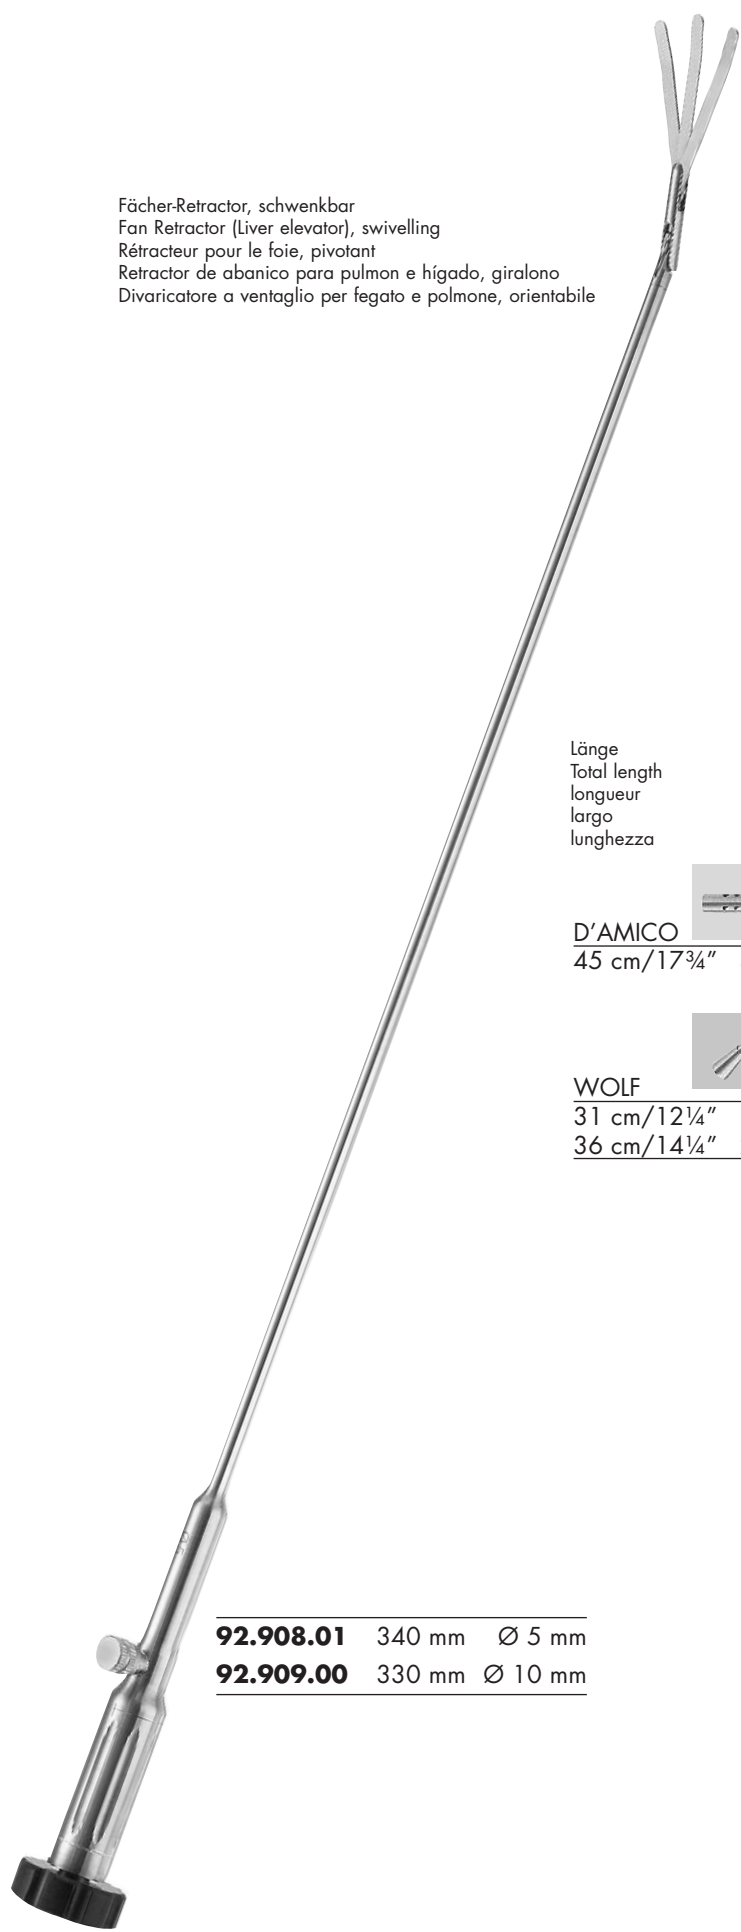 Fächer-Retractor, schwenkbar
Fan Retractor (Liver elevator), swivelling
Rétracteur pour le foie, pivotant
Retractor de abanico para pulmon e hígado, giralono
Divaricatore a ventaglio per fegato e polmone, orientabile
Länge
Total length
longueur
largo
lunghezza
D’AMICO
45 cm/17¾”
WOLF
31 cm/12¼”
36 cm/14¼”
Ø 5
92.908.01 340 mm Ø 5 mm
92.909.00 330 mm Ø 10 mm